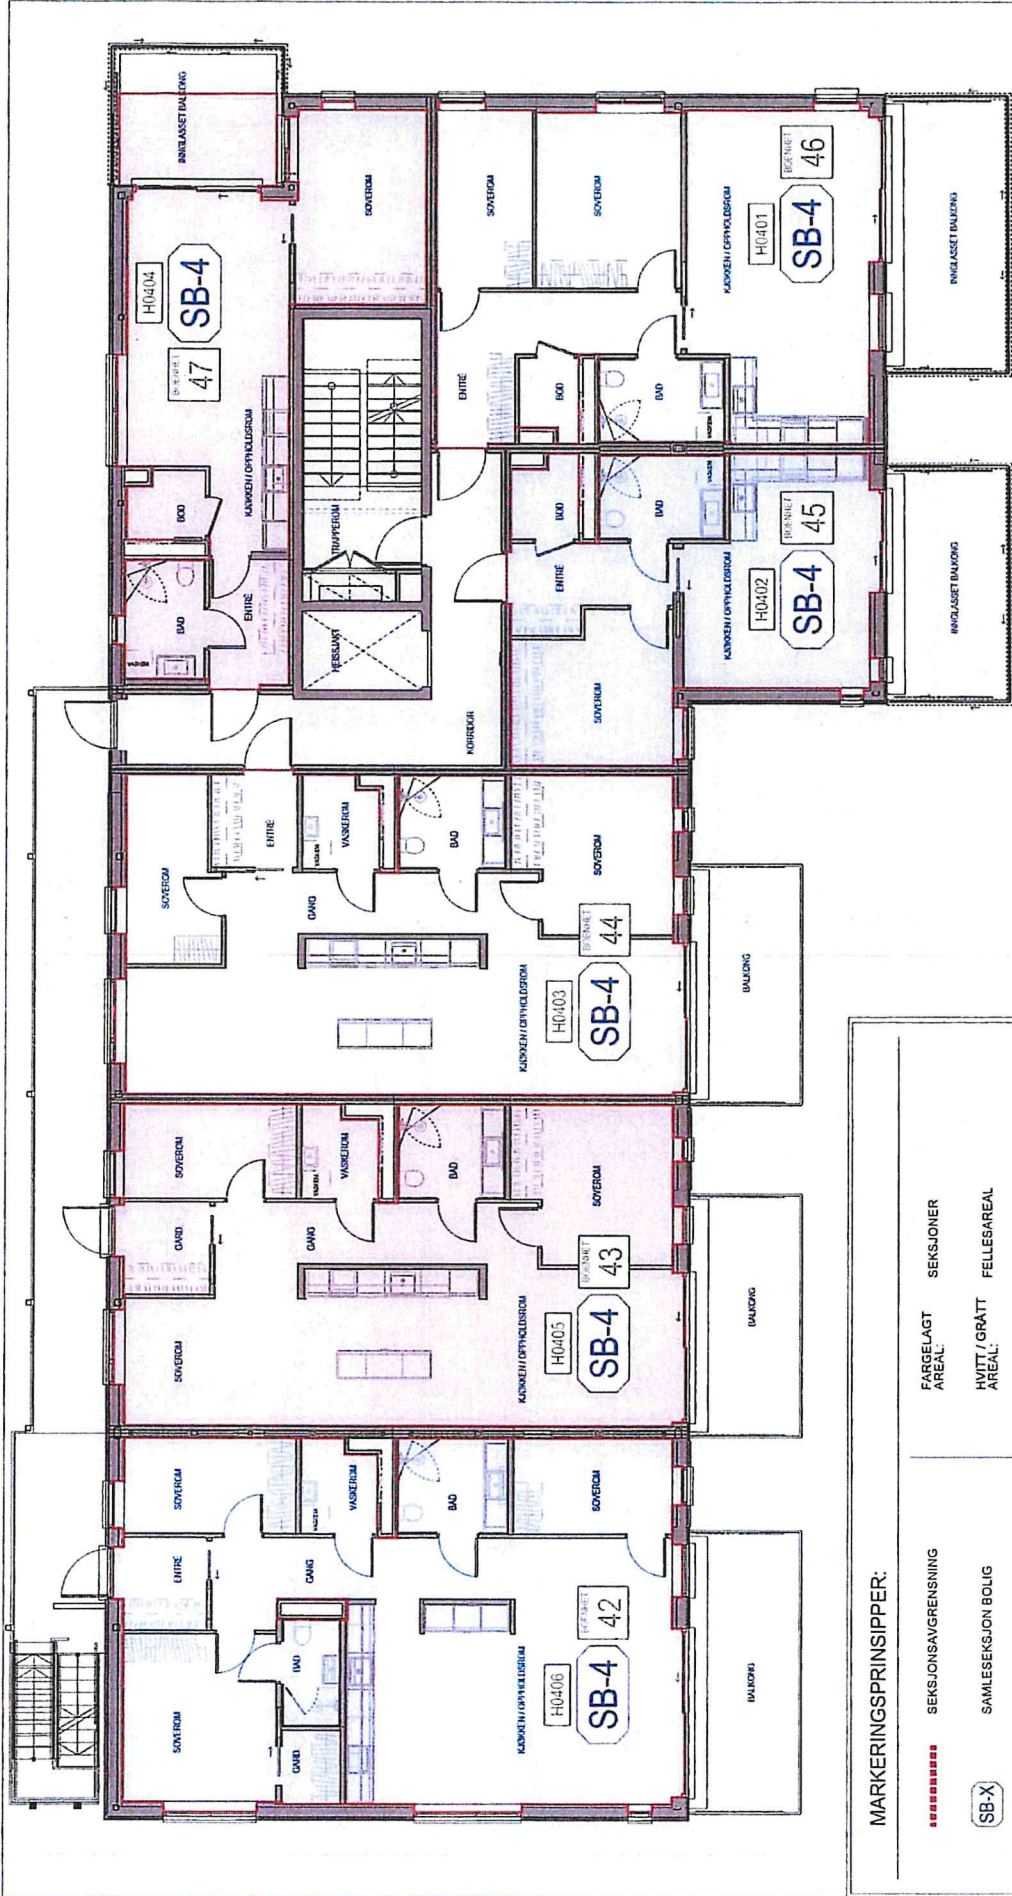 INNGLASSET BALKONG
SOVEROM
H0404
SB-4
BOENHET
47
KJØKKEN / OPPHOLDSROM
BOD
BAD
ENTRÉ
TRAPPEROM
HEISSJAKT
KORRIDOR
SOVEROM
SOVEROM
ENTRÉ
BOD
BAD
KJØKKEN / OPPHOLDSROM
H0401
SB-4
BOENHET
46
INNGLASSET BALKONG
BOD
BAD
ENTRÉ
SOVEROM
KJØKKEN / OPPHOLDSROM
H0402
SB-4
BOENHET
45
INNGLASSET BALKONG
SOVEROM
ENTRÉ
VASKEROM
BAD
GANG
SOVEROM
KJØKKEN / OPPHOLDSROM
H0403
SB-4
BOENHET
44
BALKONG
SOVEROM
VASKEROM
BAD
GARD
GANG
SOVEROM
SOVEROM
KJØKKEN / OPPHOLDSROM
H0405
SB-4
BOENHET
43
BALKONG
SOVEROM
VASKEROM
BAD
SOVEROM
ENTRÉ
GANG
SOVEROM
BAD
GARD
KJØKKEN / OPPHOLDSROM
H0406
SB-4
BOENHET
42
BALKONG
MARKERINGSPRINSIPPER:
SEKSJONSAVGRENSNING
SB-X
SAMLESEKSJON BOLIG
FARGELAGT
AREAL:
SEKSJONER
HVITT / GRÅTT
AREAL:
FELLESAREAL